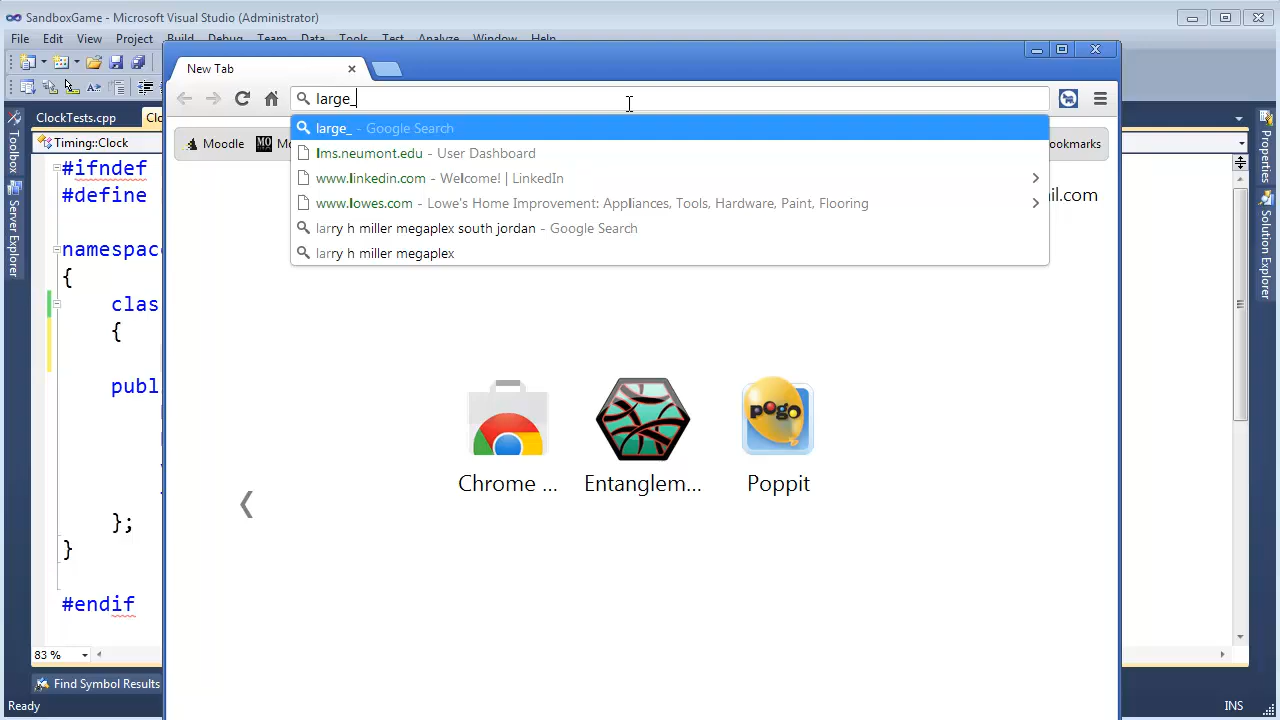 SandboxGame - Microsoft Visual Studio (Administrator)
File Edit View Project Build Debug Team Data Tools Test Analyze Window Help
New Tab
large_
ClockTests.cpp Clo
large_ - Google Search
Timing::Clock
Moodle MO Mo
ookmarks
lms.neumont.edu - User Dashboard
www.linkedin.com - Welcome! | LinkedIn
www.lowes.com - Lowe's Home Improvement: Appliances, Tools, Hardware, Paint, Flooring
larry h miller megaplex south jordan - Google Search
larry h miller megaplex
il.com
Toolbox
Server Explorer
Properties
Solution Explorer
#ifndef
#define
namespac
{
clas
{
publ
};
}
#endif
pogo
Chrome ... Entanglem... Poppit
83 %
Find Symbol Results
Ready INS